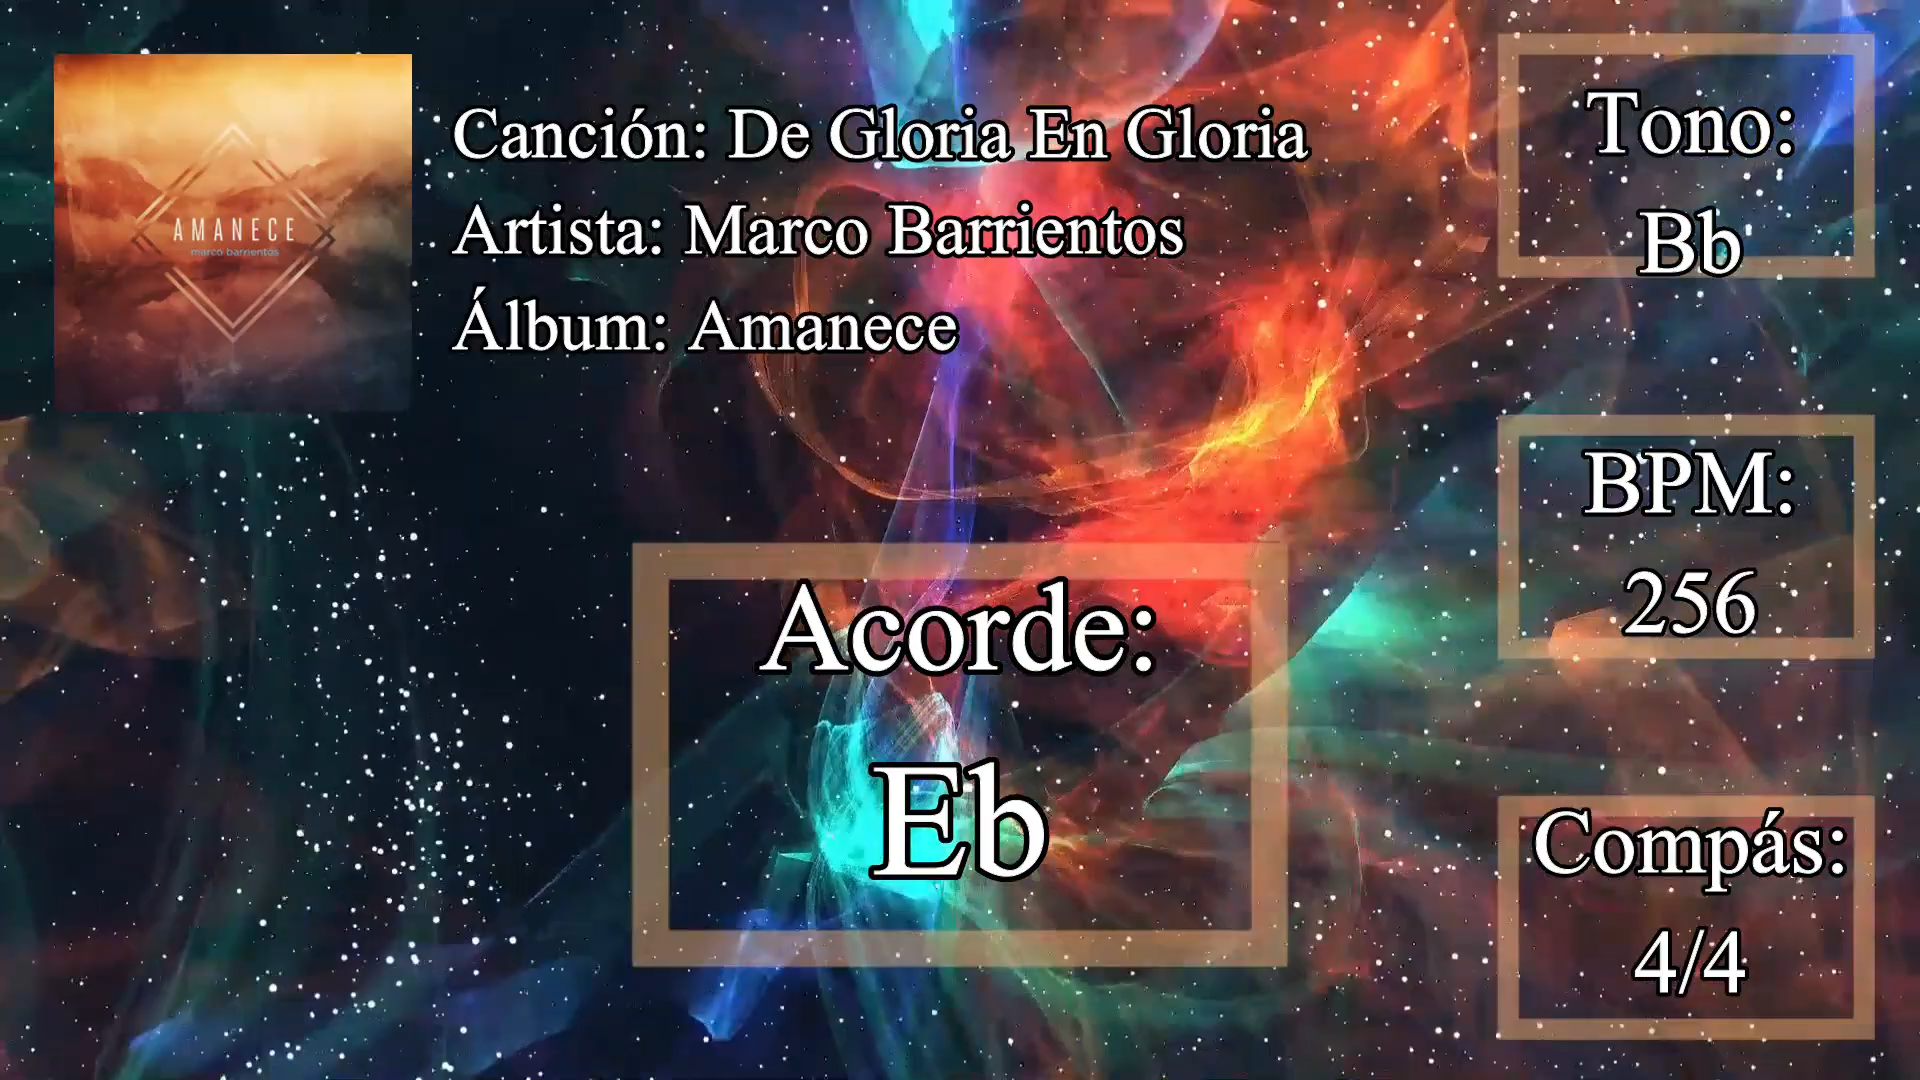 AMANECE
marco barrientos
Canción: De Gloria En Gloria
Artista: Marco Barrientos
Álbum: Amanece
Tono:
Bb
BPM:
256
Acorde:
Eb
Compás:
4/4